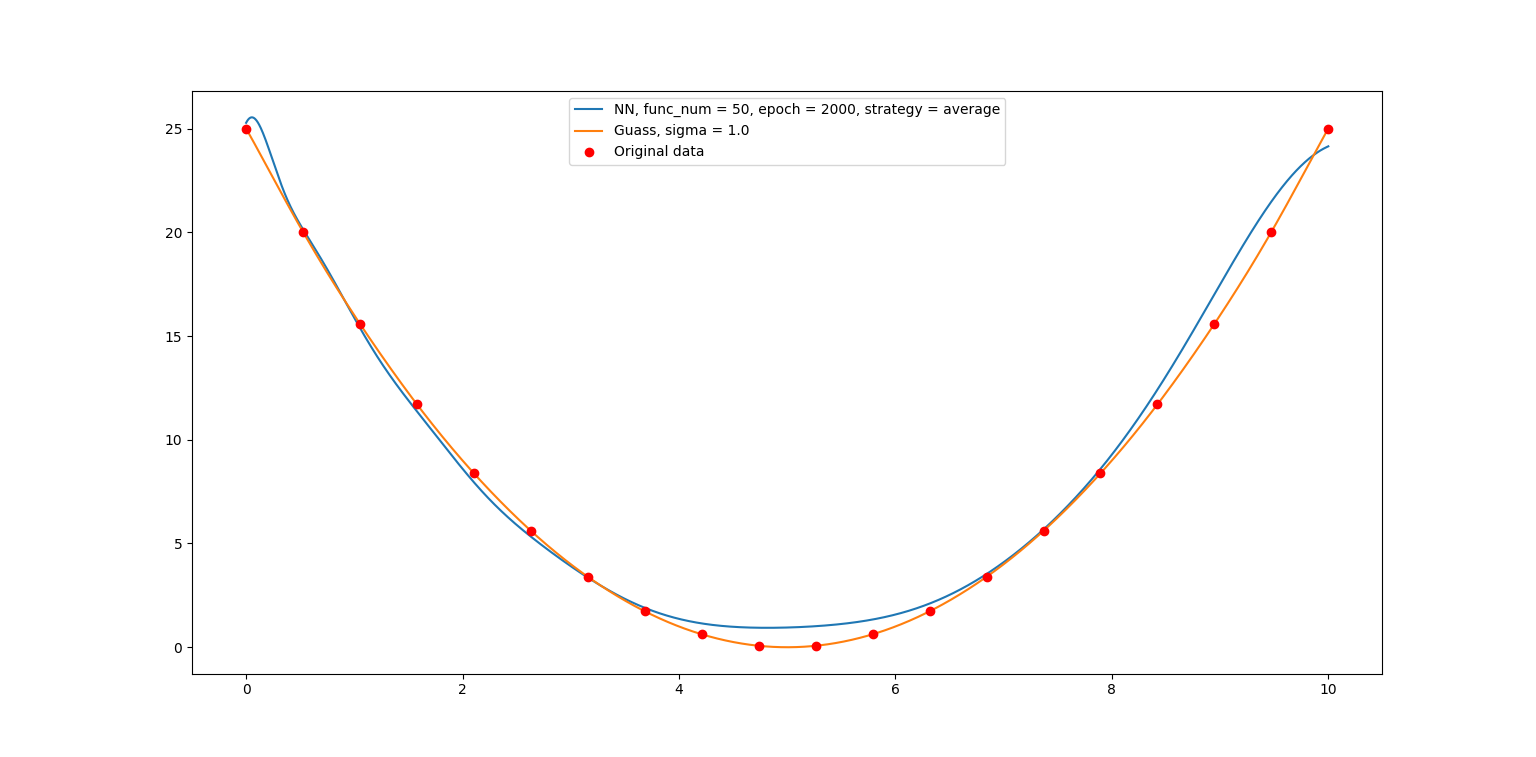 NN, func_num = 50, epoch = 2000, strategy = average
Guass, sigma = 1.0
Original data
25
20
15
10
5
0
0 2 4 6 8 10